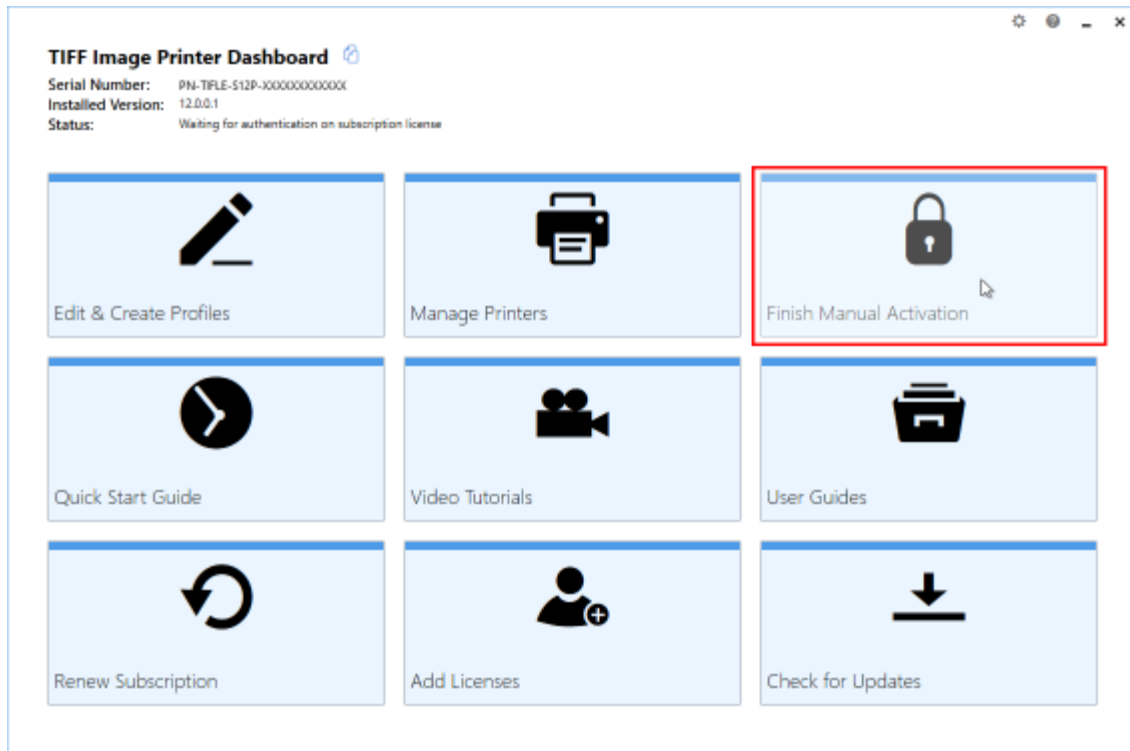 TIFF Image Printer Dashboard
Serial Number: PN-TIFLE-S12P-XXXXXXXXXXXX
Installed Version: 12.0.0.1
Status: Waiting for authentication on subscription license
Edit & Create Profiles
Manage Printers
Finish Manual Activation
Quick Start Guide
Video Tutorials
User Guides
Renew Subscription
Add Licenses
Check for Updates